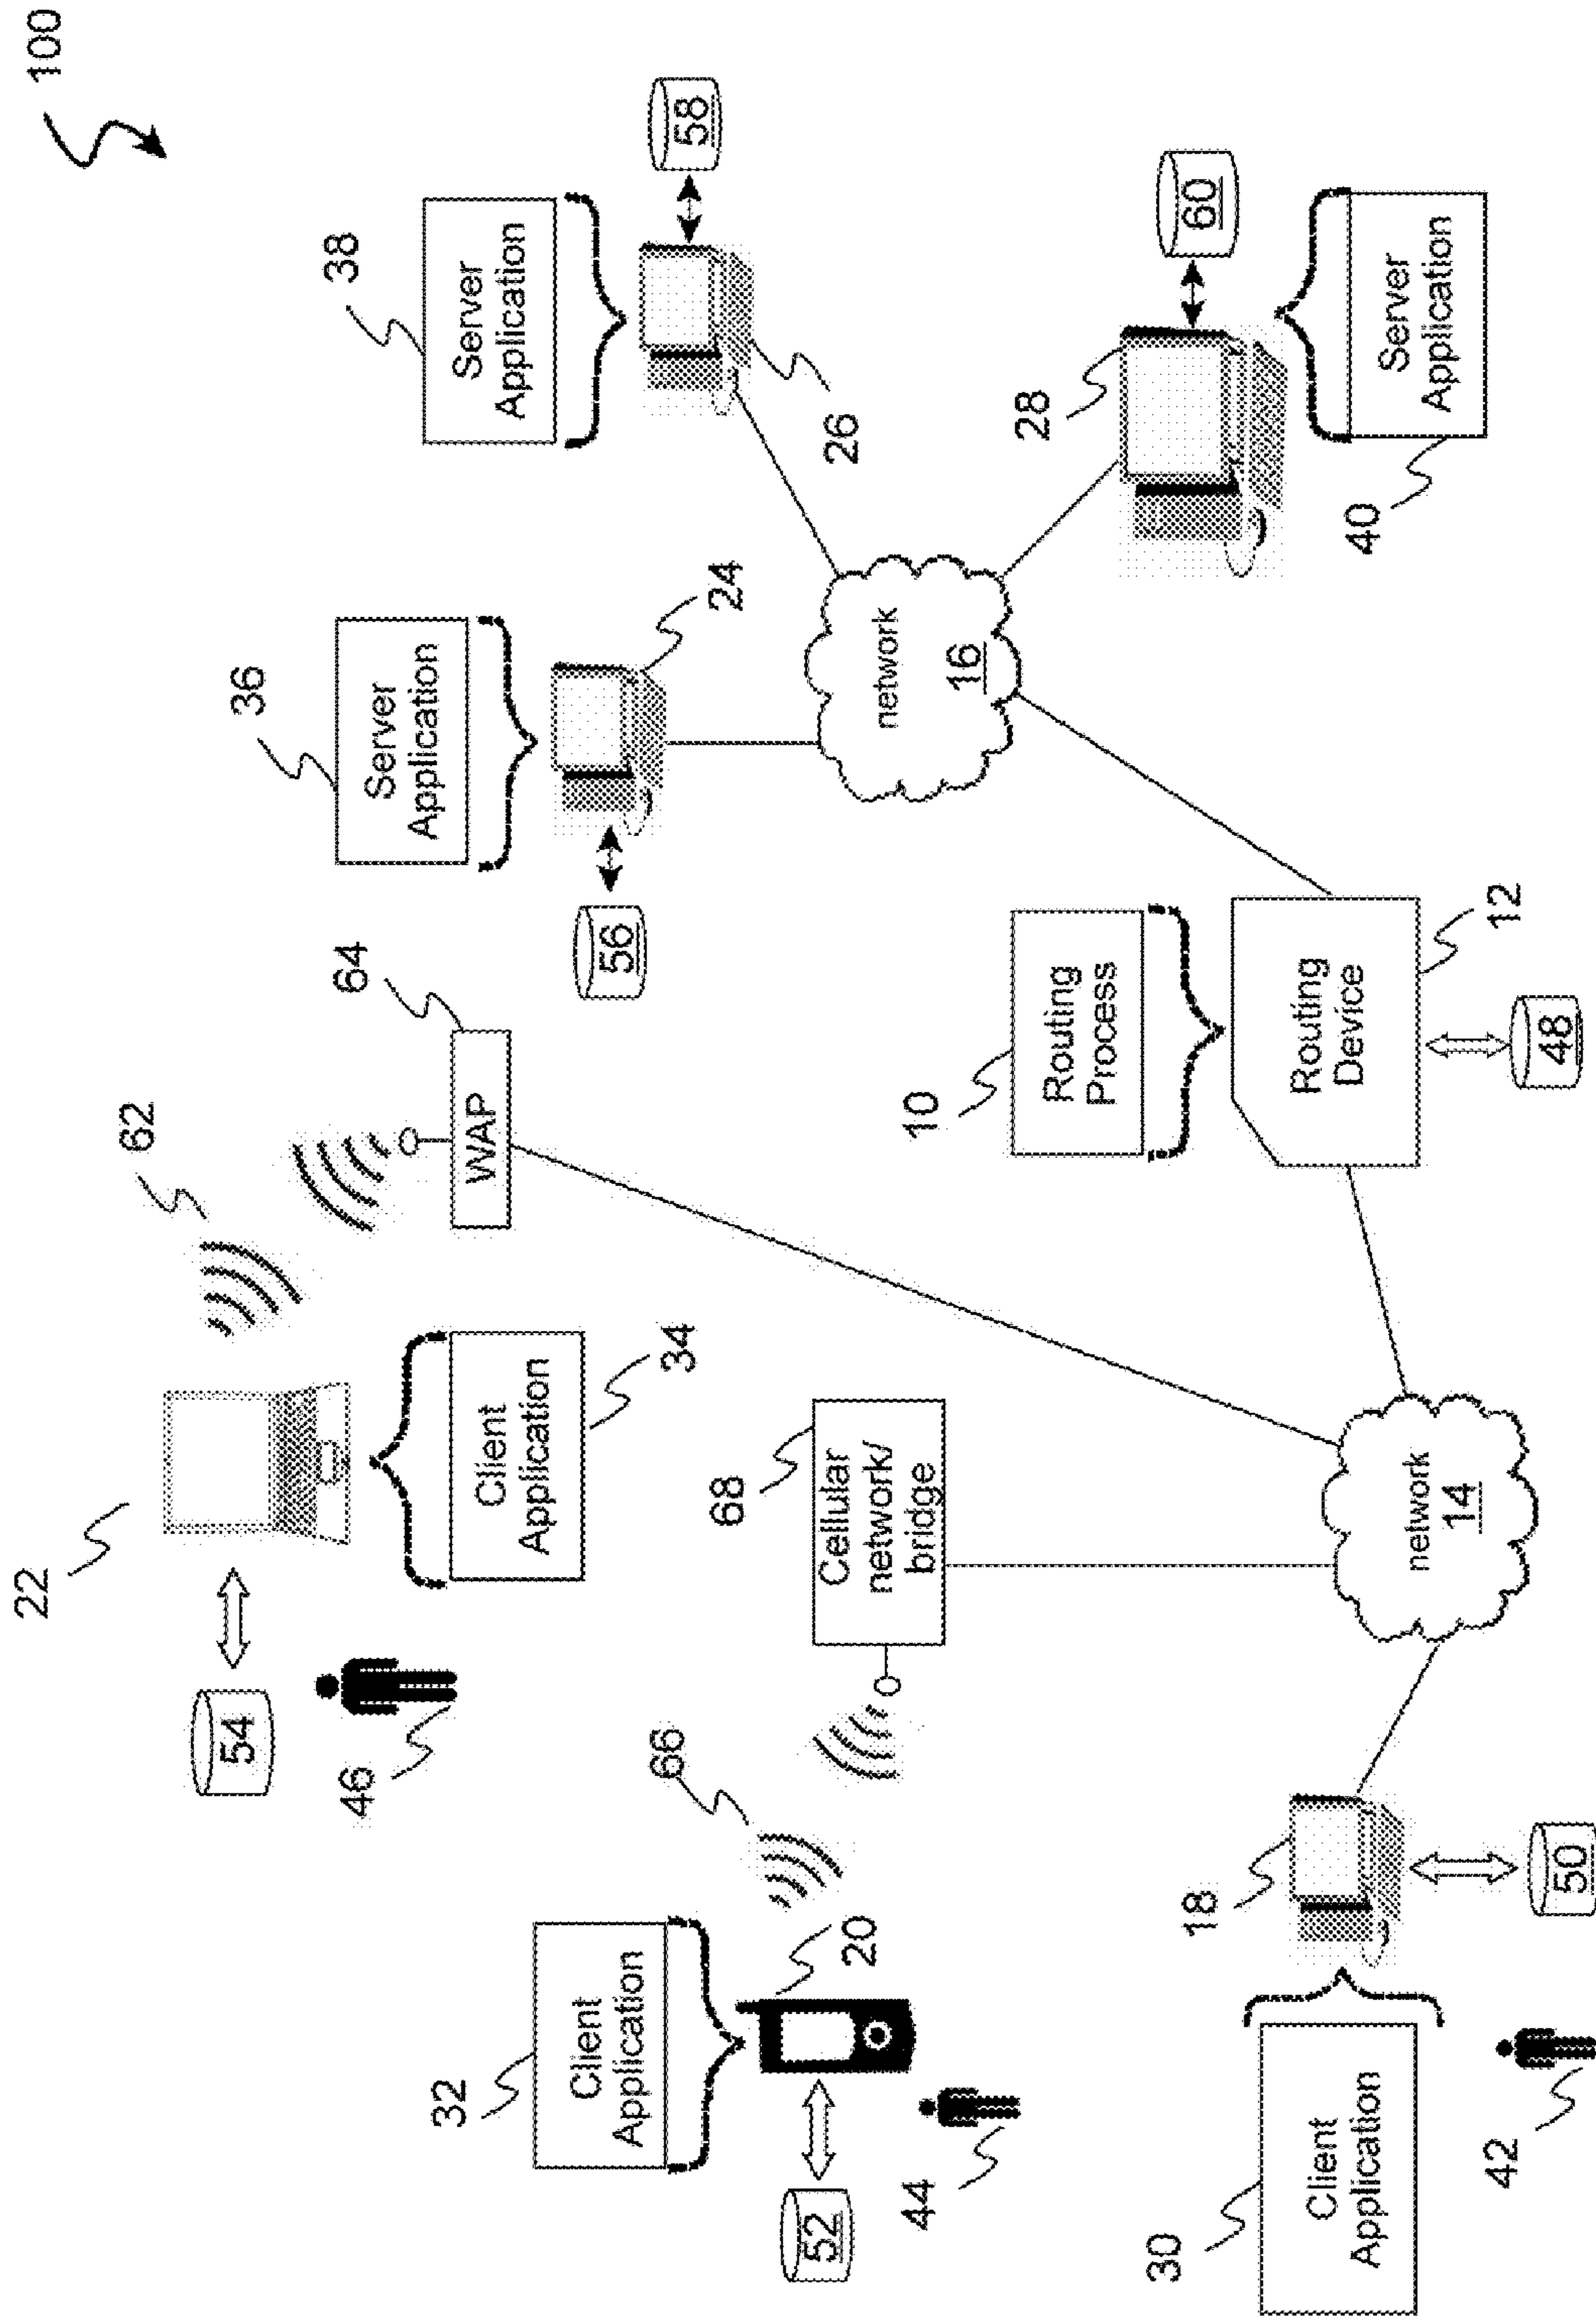 100
22
62
64
36
38
54
Server
Application
Server
Application
58
46
Client
Application
34
WAP
56
24
26
32
Client
Application
66
68
Cellular
network/
bridge
network
16
28
60
52
20
44
10
Routing
Process
40
Server
Application
30
Client
Application
18
network
14
Routing
Device
12
42
50
48